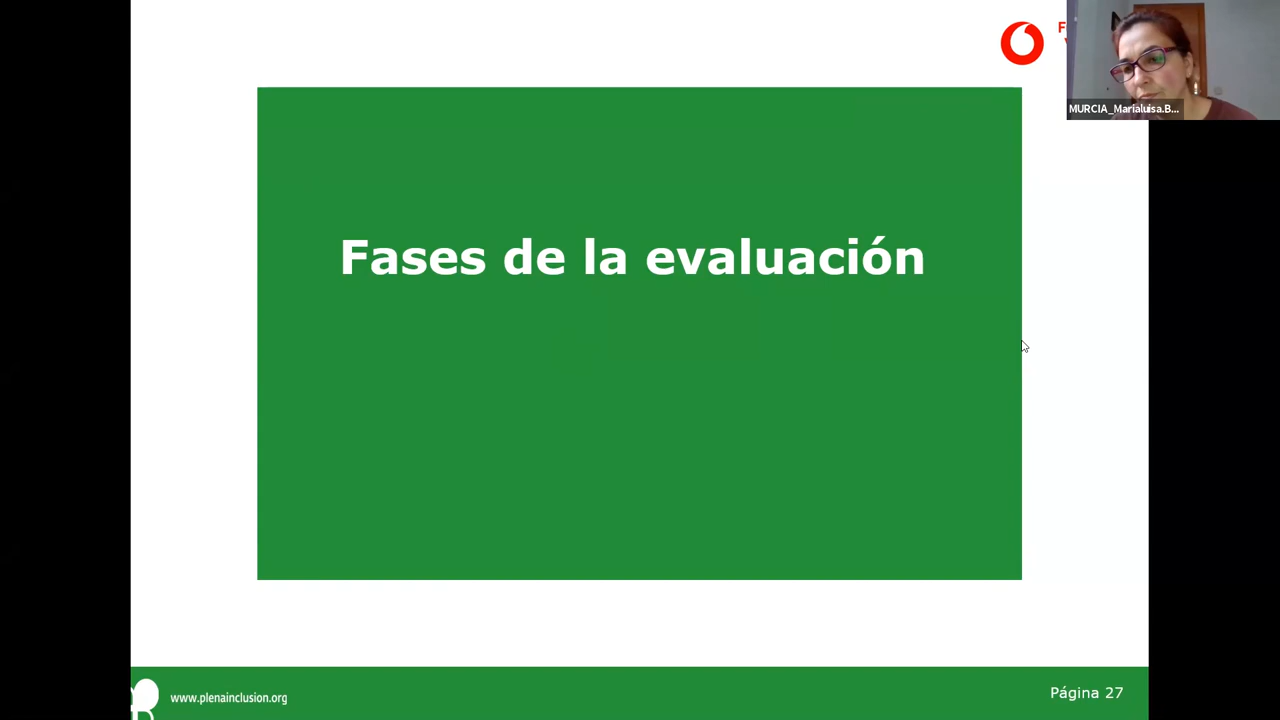 MURCIA_Marialuisa.B...
Fases de la evaluación
www.plenainclusion.org
Página 27